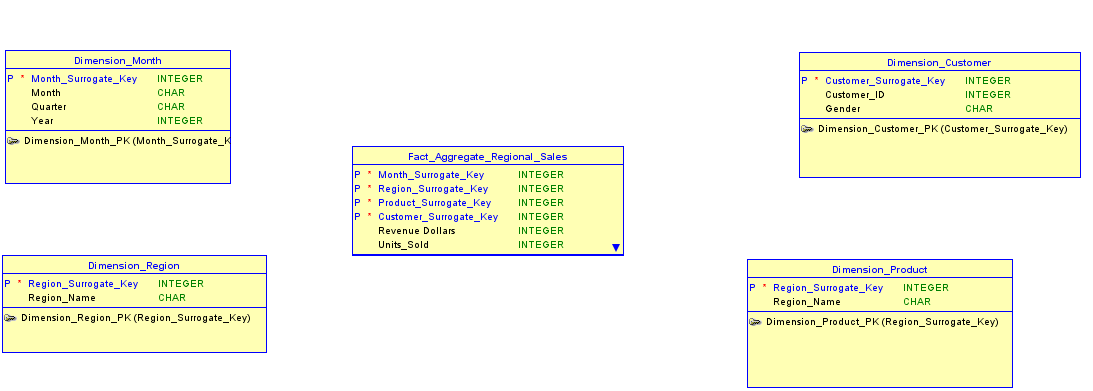 Dimension_Month
P * Month_Surrogate_Key INTEGER
Month CHAR
Quarter CHAR
Year INTEGER
Dimension_Month_PK (Month_Surrogate_K
Dimension_Customer
P * Customer_Surrogate_Key INTEGER
Customer_ID INTEGER
Gender CHAR
Dimension_Customer_PK (Customer_Surrogate_Key)
Fact_Aggregate_Regional_Sales
P * Month_Surrogate_Key INTEGER
P * Region_Surrogate_Key INTEGER
P * Product_Surrogate_Key INTEGER
P * Customer_Surrogate_Key INTEGER
Revenue Dollars INTEGER
Units_Sold INTEGER
Dimension_Region
P * Region_Surrogate_Key INTEGER
Region_Name CHAR
Dimension_Region_PK (Region_Surrogate_Key)
Dimension_Product
P * Region_Surrogate_Key INTEGER
Region_Name CHAR
Dimension_Product_PK (Region_Surrogate_Key)